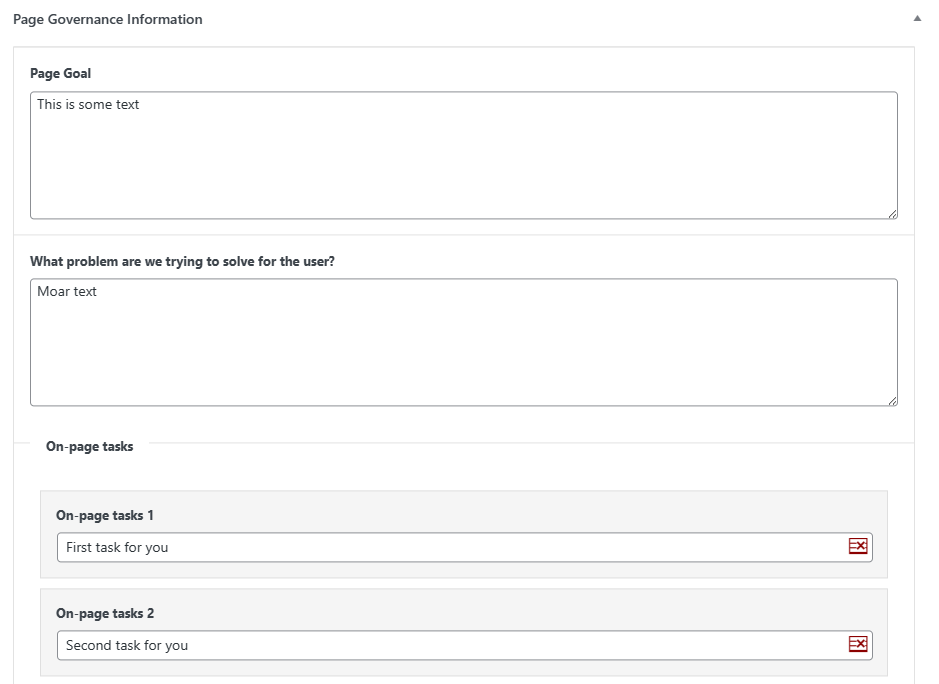 Page Governance Information
Page Goal
This is some text
What problem are we trying to solve for the user?
Moar text
On-page tasks
On-page tasks 1
First task for you
On-page tasks 2
Second task for you